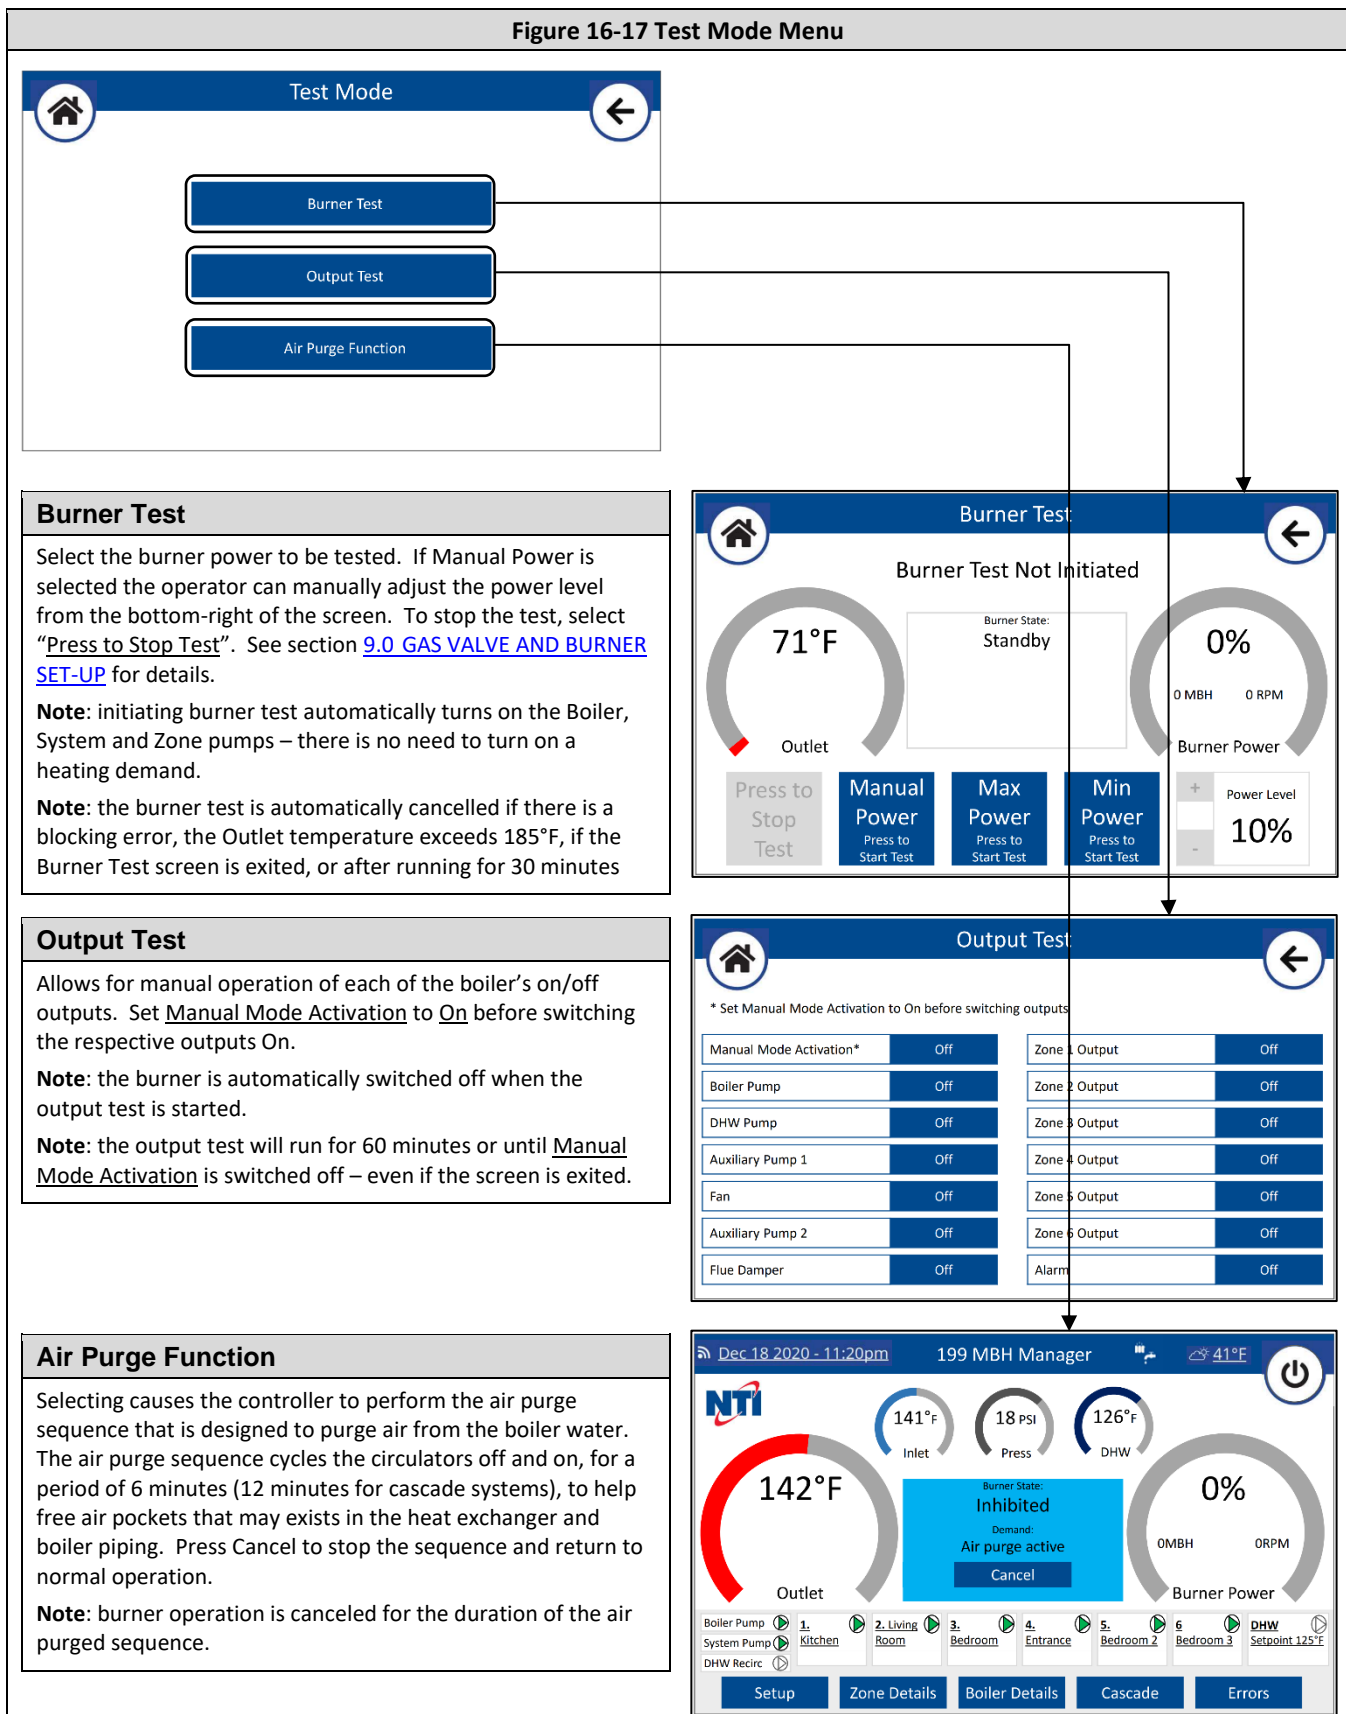 Figure 16-17 Test Mode Menu
Test Mode
Burner Test
Output Test
Air Purge Function
Burner Test
Select the burner power to be tested.  If Manual Power is
selected the operator can manually adjust the power level
from the bottom-right of the screen.  To stop the test, select
“Press to Stop Test”.  See section 9.0 GAS VALVE AND BURNER
SET-UP for details.
Note: initiating burner test automatically turns on the Boiler,
System and Zone pumps – there is no need to turn on a
heating demand.
Note: the burner test is automatically cancelled if there is a
blocking error, the Outlet temperature exceeds 185°F, if the
Burner Test screen is exited, or after running for 30 minutes
Burner Test
Burner Test Not Initiated
71°F
Outlet
Burner State:
Standby
0%
0 MBH 0 RPM
Burner Power
Press to
Stop
Test
Manual
Power
Press to
Start Test
Max
Power
Press to
Start Test
Min
Power
Press to
Start Test
+
-
Power Level
10%
Output Test
Allows for manual operation of each of the boiler’s on/off
outputs.  Set Manual Mode Activation to On before switching
the respective outputs On.
Note: the burner is automatically switched off when the
output test is started.
Note: the output test will run for 60 minutes or until Manual
Mode Activation is switched off – even if the screen is exited.
Output Test
* Set Manual Mode Activation to On before switching outputs
Manual Mode Activation* Off Zone 1 Output Off
Boiler Pump Off Zone 2 Output Off
DHW Pump Off Zone 3 Output Off
Auxiliary Pump 1 Off Zone 4 Output Off
Fan Off Zone 5 Output Off
Auxiliary Pump 2 Off Zone 6 Output Off
Flue Damper Off Alarm Off
Air Purge Function
Selecting causes the controller to perform the air purge
sequence that is designed to purge air from the boiler water.
The air purge sequence cycles the circulators off and on, for a
period of 6 minutes (12 minutes for cascade systems), to help
free air pockets that may exists in the heat exchanger and
boiler piping.  Press Cancel to stop the sequence and return to
normal operation.
Note: burner operation is canceled for the duration of the air
purged sequence.
Dec 18 2020 - 11:20pm 199 MBH Manager 41°F
NTI
141°F
Inlet
18 PSI
Press
126°F
DHW
142°F
Outlet
Burner State:
Inhibited
Demand:
Air purge active
Cancel
0%
0MBH 0RPM
Burner Power
Boiler Pump
System Pump
DHW Recirc
1.
Kitchen
2. Living
Room
3.
Bedroom
4.
Entrance
5.
Bedroom 2
6
Bedroom 3
DHW
Setpoint 125°F
Setup Zone Details Boiler Details Cascade Errors